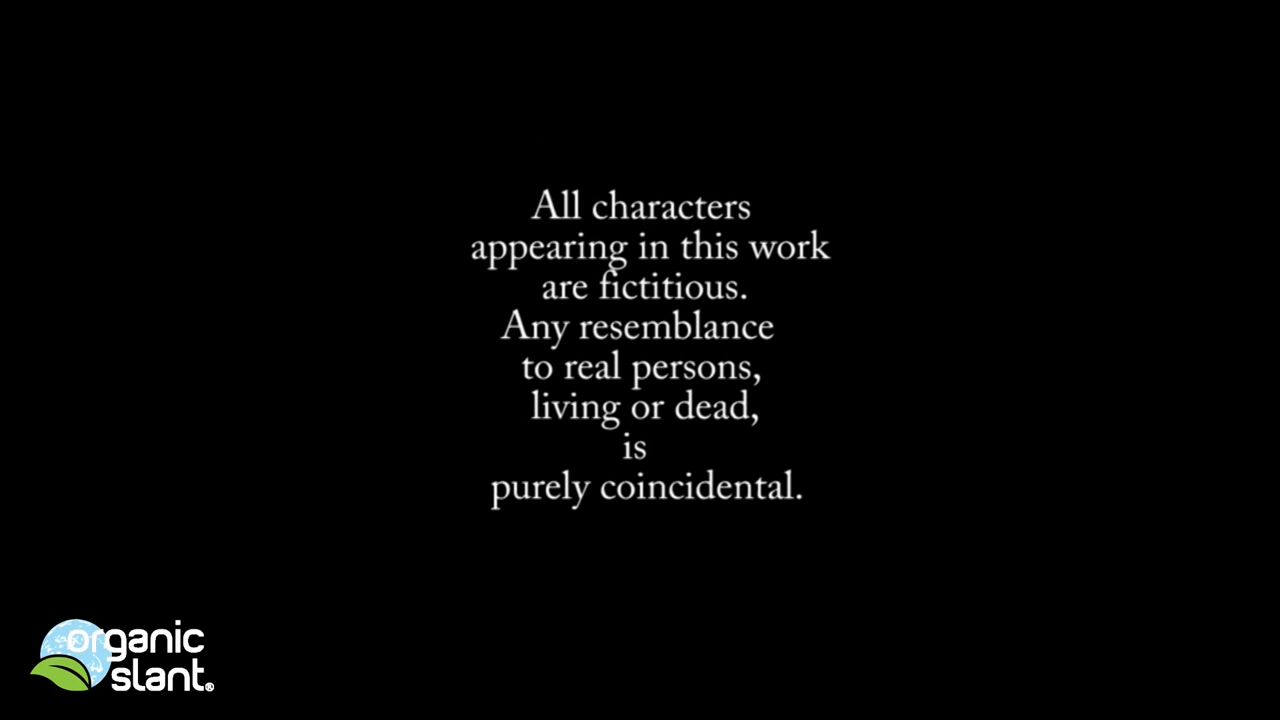 All characters
appearing in this work
are fictitious.
Any resemblance
to real persons,
living or dead,
is
purely coincidental.
organic
slant®